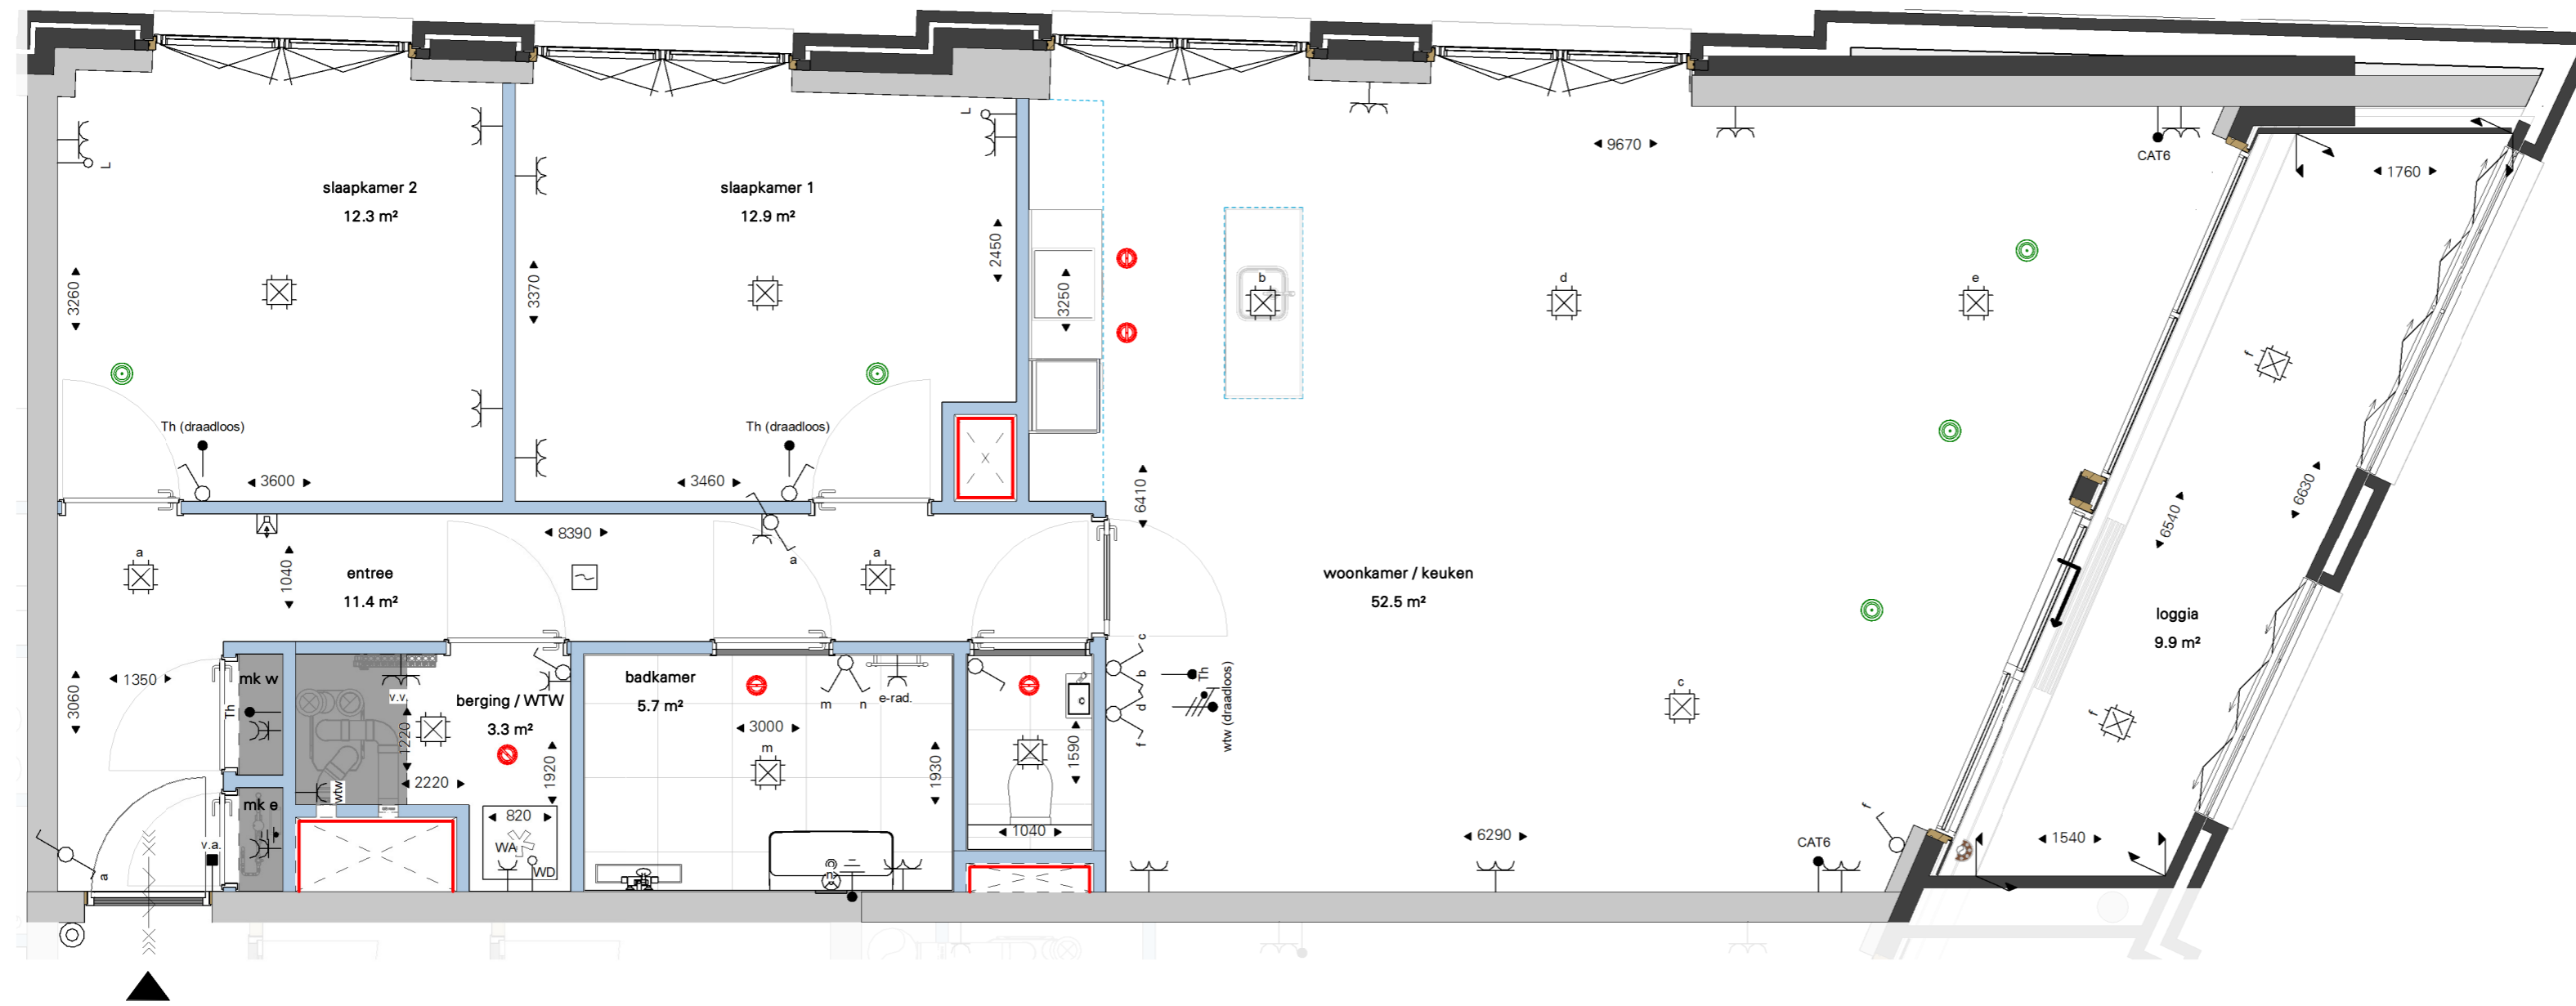 L
L
CAT6
9670
1760
slaapkamer 2
12.3 m²
slaapkamer 1
12.9 m²
2450
3260
3370
3250
b
d
e
f
Th (draadloos)
Th (draadloos)
3600
3460
X
6410
6540
6630
8390
a
a
a
1040
entree
11.4 m²
woonkamer / keuken
52.5 m²
loggia
9.9 m²
c
b
d
f
Th
wtw (draadloos)
1350
3060
mk w
Th
v.v.
berging / WTW
3.3 m²
1220
2220
1920
wtw
badkamer
5.7 m²
m
n
e-rad.
3000
m
1930
1590
1040
c
f
f
mk e
v.a.
a
820
WA
WD
6290
CAT6
1540